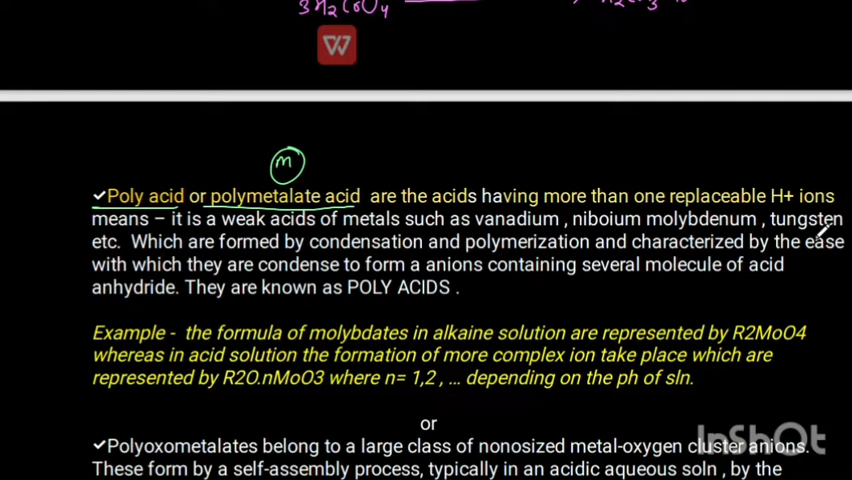 3H₂CrO₄
m
✓Poly acid or polymetalate acid are the acids having more than one replaceable H+ ions
means – it is a weak acids of metals such as vanadium , niboium molybdenum , tungsten
etc. Which are formed by condensation and polymerization and characterized by the ease
with which they are condense to form a anions containing several molecule of acid
anhydride. They are known as POLY ACIDS .
Example - the formula of molybdates in alkaine solution are represented by R2MoO4
whereas in acid solution the formation of more complex ion take place which are
represented by R2O.nMoO3 where n= 1,2 , ... depending on the ph of sln.
or
✓Polyoxometalates belong to a large class of nonosized metal-oxygen cluster anions.
These form by a self-assembly process, typically in an acidic aqueous soln , by the
InShOt